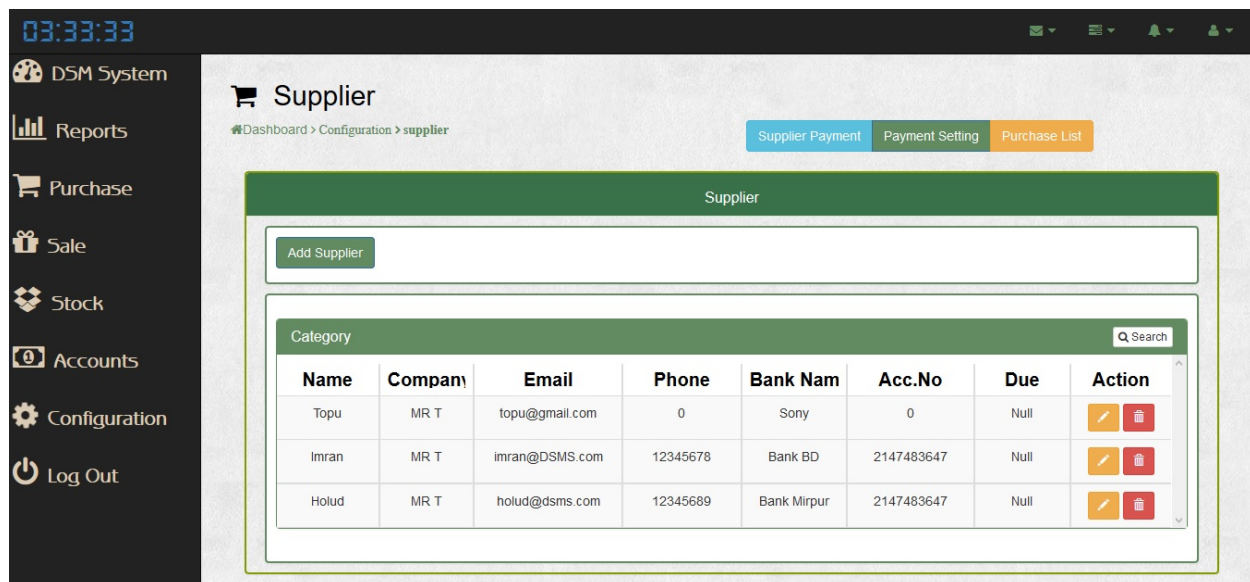 03:33:33
DSM System
Reports
Purchase
Sale
Stock
Accounts
Configuration
Log Out
Supplier
Dashboard > Configuration > supplier
Supplier Payment Payment Setting Purchase List
Supplier
Add Supplier
Category Search
Name Company Email Phone Bank Nam Acc.No Due Action
Topu MR T topu@gmail.com 0 Sony 0 Null
Imran MR T imran@DSMS.com 12345678 Bank BD 2147483647 Null
Holud MR T holud@dsms.com 12345689 Bank Mirpur 2147483647 Null